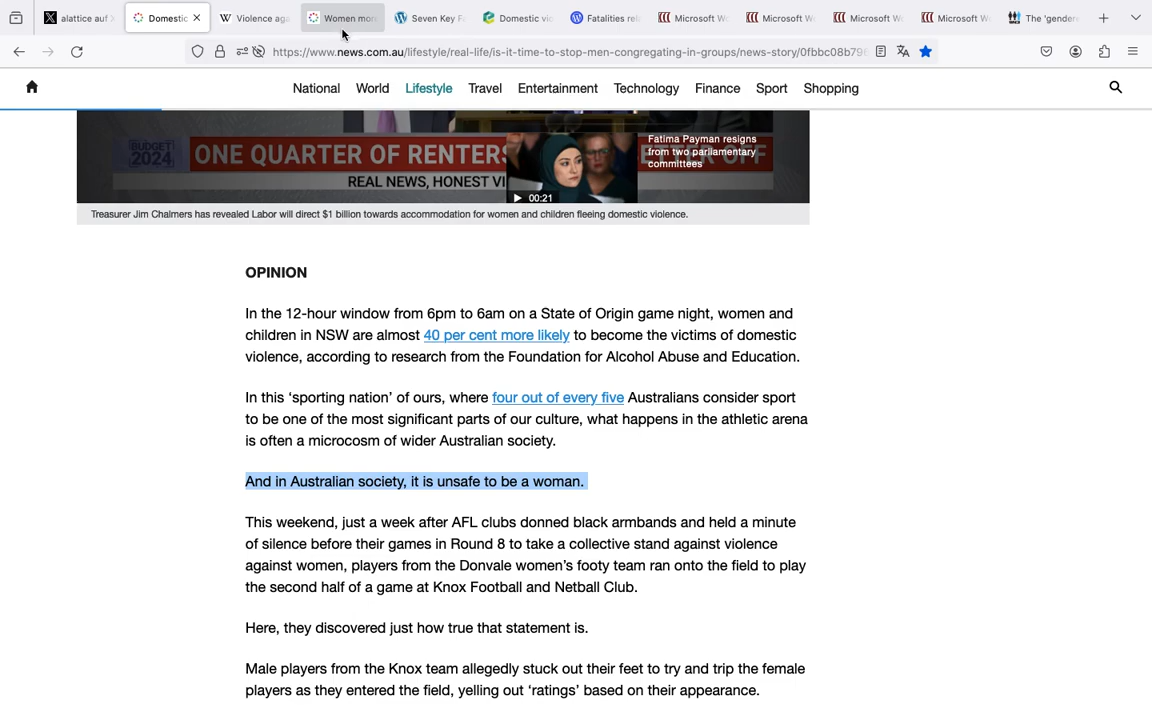 alattice auf
Domestic
Violence aga
Women mor
Seven Key F
Domestic vio
Fatalities rel
Microsoft Wo
Microsoft Wo
Microsoft Wo
Microsoft Wo
The 'gender
https://www.news.com.au/lifestyle/real-life/is-it-time-to-stop-men-congregating-in-groups/news-story/0fbbc08b796
National World Lifestyle Travel Entertainment Technology Finance Sport Shopping
BUDGET
2024
ONE QUARTER OF RENTERS
REAL NEWS, HONEST VI
Fatima Payman resigns
from two parliamentary
committees
00:21
Treasurer Jim Chalmers has revealed Labor will direct $1 billion towards accommodation for women and children fleeing domestic violence.
OPINION
In the 12-hour window from 6pm to 6am on a State of Origin game night, women and
children in NSW are almost 40 per cent more likely to become the victims of domestic
violence, according to research from the Foundation for Alcohol Abuse and Education.
In this ‘sporting nation’ of ours, where four out of every five Australians consider sport
to be one of the most significant parts of our culture, what happens in the athletic arena
is often a microcosm of wider Australian society.
And in Australian society, it is unsafe to be a woman.
This weekend, just a week after AFL clubs donned black armbands and held a minute
of silence before their games in Round 8 to take a collective stand against violence
against women, players from the Donvale women’s footy team ran onto the field to play
the second half of a game at Knox Football and Netball Club.
Here, they discovered just how true that statement is.
Male players from the Knox team allegedly stuck out their feet to try and trip the female
players as they entered the field, yelling out ‘ratings’ based on their appearance.